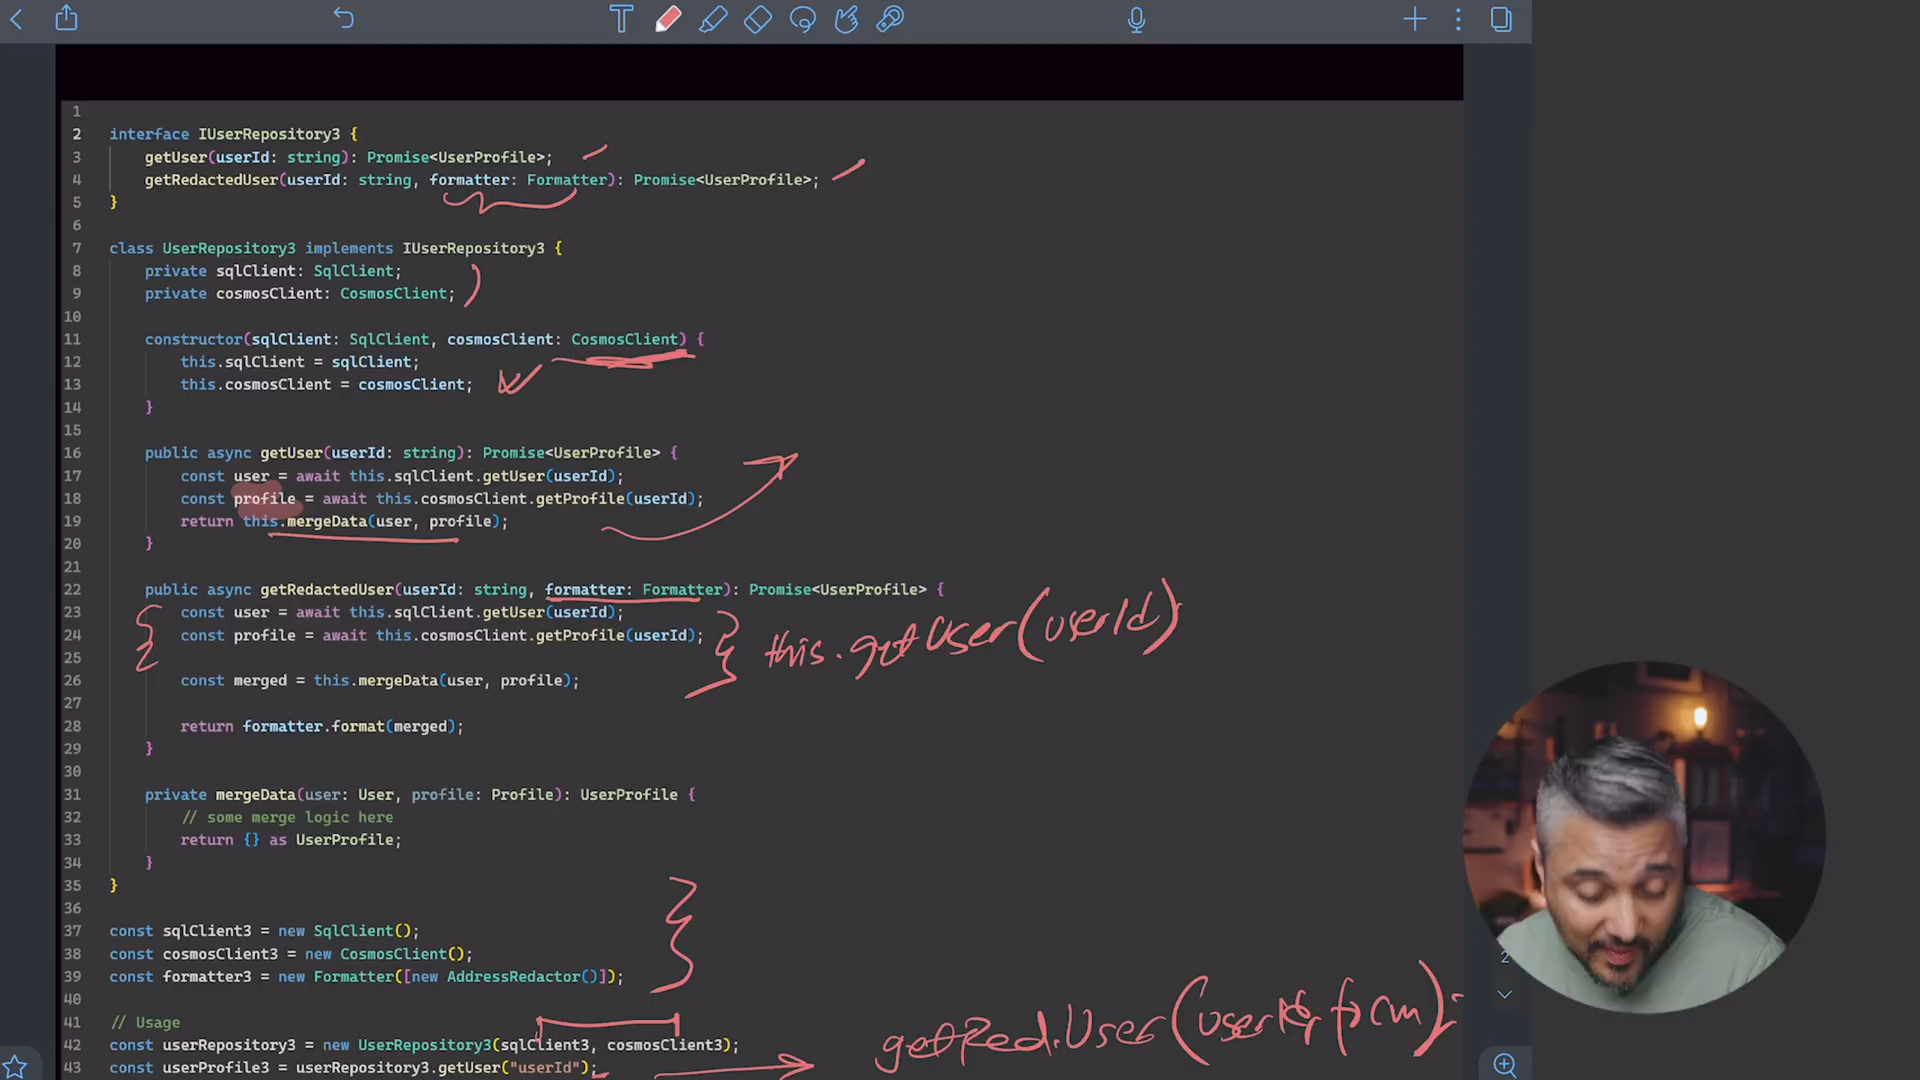 1
2 interface IUserRepository3 {
3 getUser(userId: string): Promise<UserProfile>;
4 getRedactedUser(userId: string, formatter: Formatter): Promise<UserProfile>;
5 }
6
7 class UserRepository3 implements IUserRepository3 {
8 private sqlClient: SqlClient;
9 private cosmosClient: CosmosClient;
10
11 constructor(sqlClient: SqlClient, cosmosClient: CosmosClient) {
12 this.sqlClient = sqlClient;
13 this.cosmosClient = cosmosClient;
14 }
15
16 public async getUser(userId: string): Promise<UserProfile> {
17 const user = await this.sqlClient.getUser(userId);
18 const profile = await this.cosmosClient.getProfile(userId);
19 return this.mergeData(user, profile);
20 }
21
22 public async getRedactedUser(userId: string, formatter: Formatter): Promise<UserProfile> {
23 const user = await this.sqlClient.getUser(userId);
24 const profile = await this.cosmosClient.getProfile(userId);
this.getUser(userId)
25
26 const merged = this.mergeData(user, profile);
27
28 return formatter.format(merged);
29 }
30
31 private mergeData(user: User, profile: Profile): UserProfile {
32 // some merge logic here
33 return {} as UserProfile;
34 }
35 }
36
37 const sqlClient3 = new SqlClient();
38 const cosmosClient3 = new CosmosClient();
39 const formatter3 = new Formatter([new AddressRedactor()]);
2
40
41 // Usage
42 const userRepository3 = new UserRepository3(sqlClient3, cosmosClient3);
getRed.User(
form);
43 const userProfile3 = userRepository3.getUser("userId");